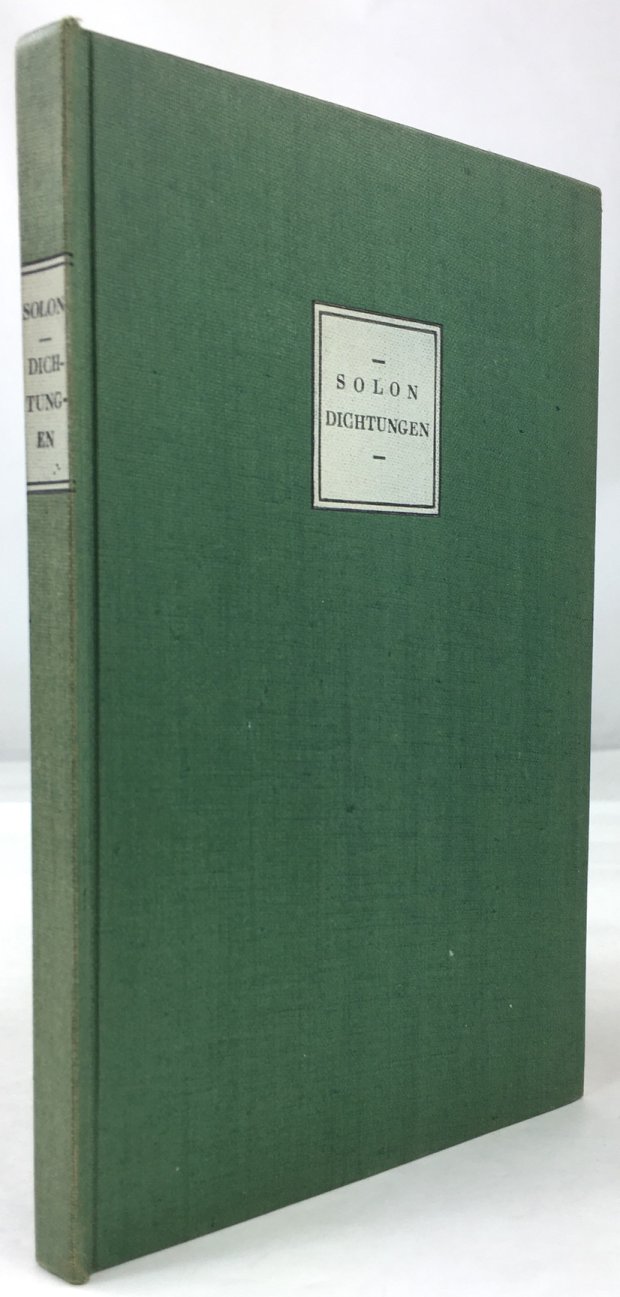 SOLON
DICH-
TUNG-
EN
SOLON
DICHTUNGEN